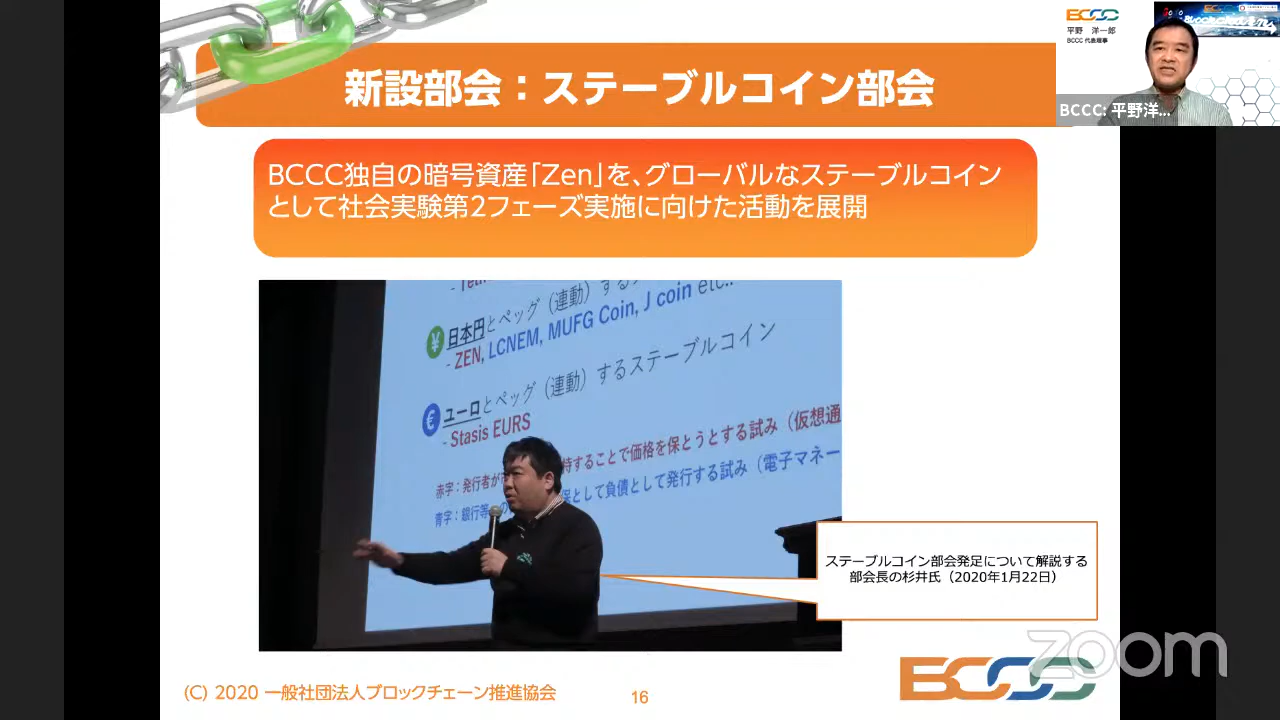 新設部会：ステーブルコイン部会
BCCC
平野 洋一郎
BCCC 代表理事
BCCC: 平野洋...
BCCC独自の暗号資産「Zen」を、グローバルなステーブルコイン
として社会実験第2フェーズ実施に向けた活動を展開
日本円とペッグ（連動）する
- ZEN, LCNEM, MUFG Coin, J coin etc..
€ ユーロとペッグ（連動）するステーブルコイン
- Stasis EURS
赤字：発行者が
持することで価格を保とうとする試み（仮想通
青字：銀行等
保として負債として発行する試み（電子マネー
ステーブルコイン部会発足について解説する
部会長の杉井氏（2020年1月22日）
zoom
BCCC
(C) 2020 一般社団法人ブロックチェーン推進協会
16